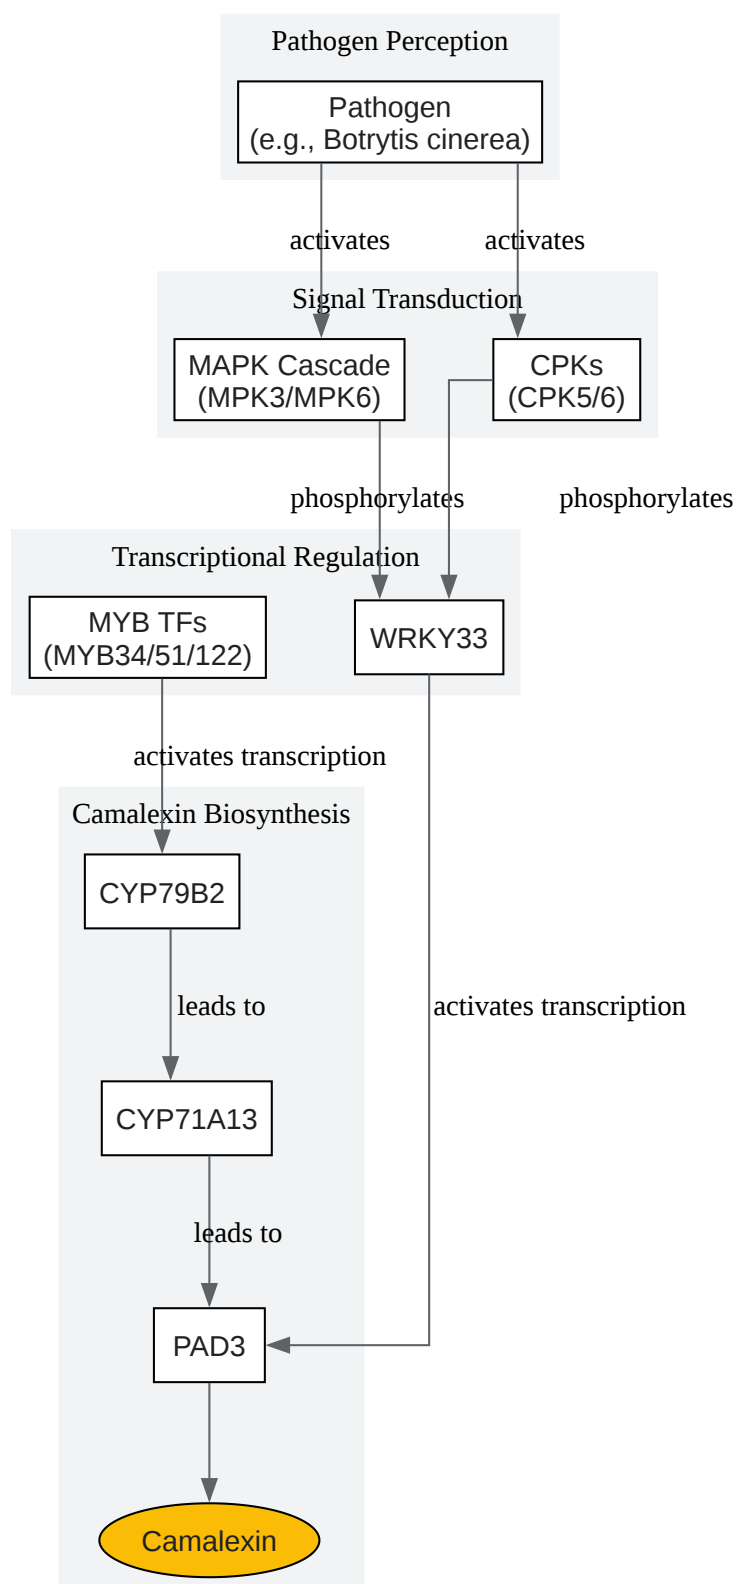 Pathogen Perception
Pathogen
(e.g., Botrytis cinerea)
activates
activates
Signal Transduction
MAPK Cascade
(MPK3/MPK6)
CPKs
(CPK5/6)
phosphorylates
phosphorylates
Transcriptional Regulation
MYB TFs
(MYB34/51/122)
WRKY33
activates transcription
Camalexin Biosynthesis
CYP79B2
leads to
activates transcription
CYP71A13
leads to
PAD3
Camalexin